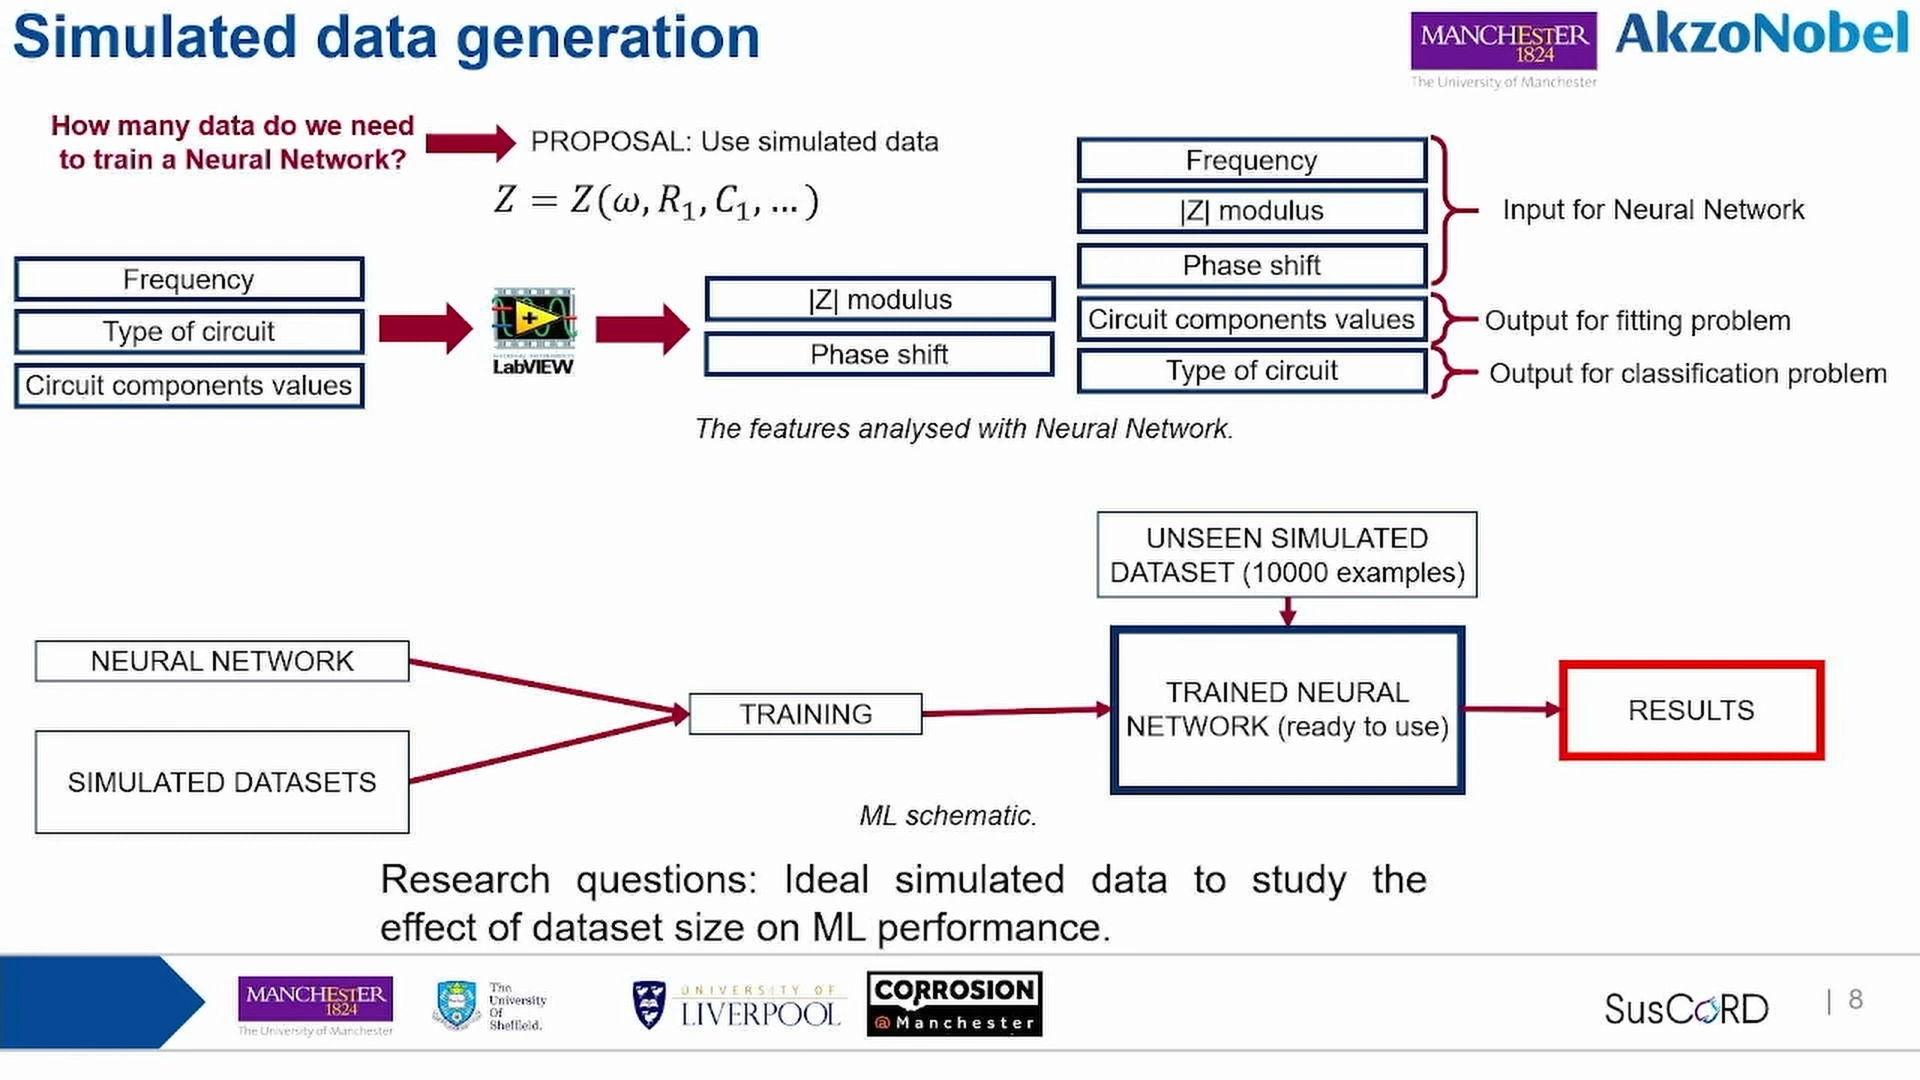 Simulated data generation
MANCHESTER
1824
The University of Manchester
AkzoNobel
How many data do we need
to train a Neural Network?
PROPOSAL: Use simulated data
Z = Z(ω, R₁, C₁, … )
Frequency
Type of circuit
Circuit components values
LabVIEW
|Z| modulus
Phase shift
Frequency
|Z| modulus
Phase shift
Circuit components values
Type of circuit
Input for Neural Network
Output for fitting problem
Output for classification problem
The features analysed with Neural Network.
UNSEEN SIMULATED
DATASET (10000 examples)
NEURAL NETWORK
SIMULATED DATASETS
TRAINING
TRAINED NEURAL
NETWORK (ready to use)
RESULTS
ML schematic.
Research questions: Ideal simulated data to study the
effect of dataset size on ML performance.
MANCHESTER
1824
The University of Manchester
The
University
Of
Sheffield.
UNIVERSITY OF
LIVERPOOL
CORROSION
@Manchester
SusCoRD
| 8